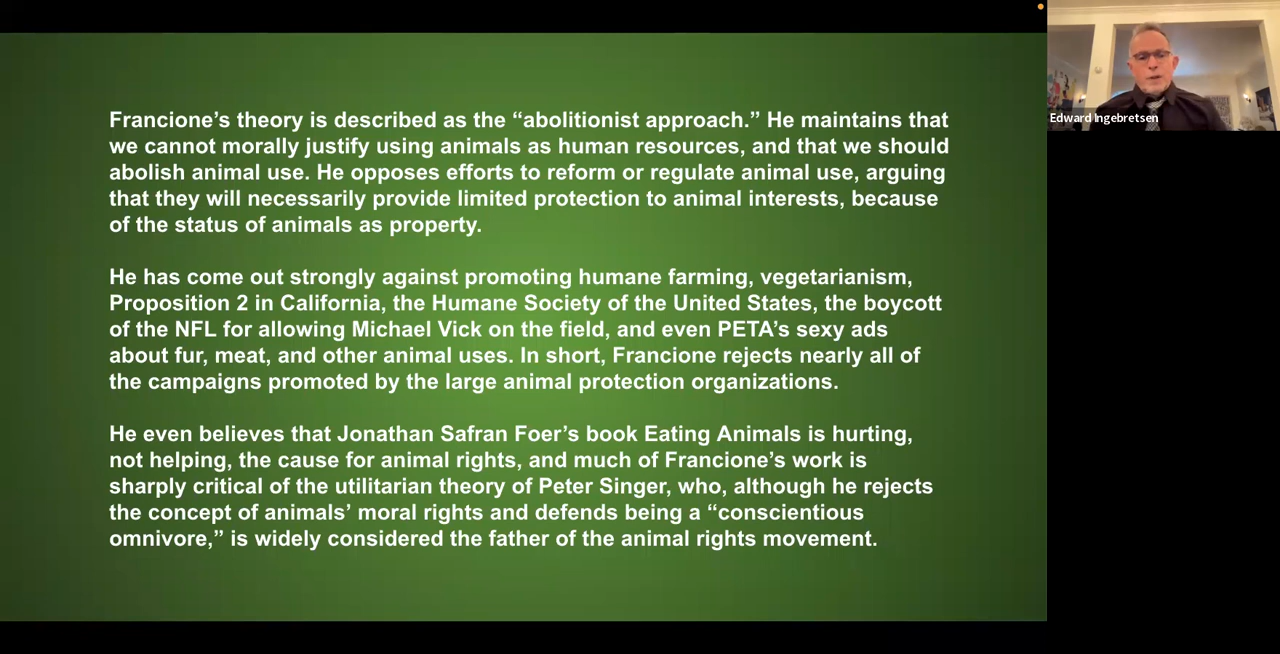 Francione’s theory is described as the “abolitionist approach.” He maintains that
we cannot morally justify using animals as human resources, and that we should
abolish animal use. He opposes efforts to reform or regulate animal use, arguing
that they will necessarily provide limited protection to animal interests, because
of the status of animals as property.
He has come out strongly against promoting humane farming, vegetarianism,
Proposition 2 in California, the Humane Society of the United States, the boycott
of the NFL for allowing Michael Vick on the field, and even PETA’s sexy ads
about fur, meat, and other animal uses. In short, Francione rejects nearly all of
the campaigns promoted by the large animal protection organizations.
He even believes that Jonathan Safran Foer’s book Eating Animals is hurting,
not helping, the cause for animal rights, and much of Francione’s work is
sharply critical of the utilitarian theory of Peter Singer, who, although he rejects
the concept of animals’ moral rights and defends being a “conscientious
omnivore,” is widely considered the father of the animal rights movement.
Edward Ingebretsen